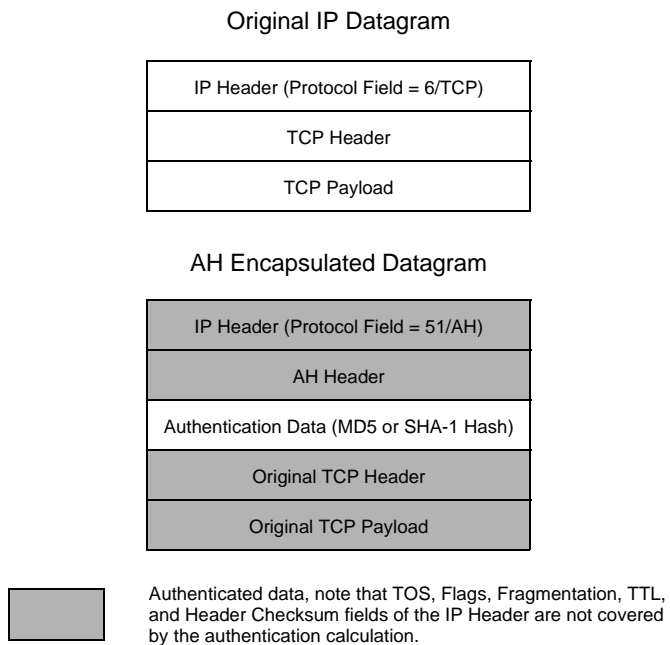 Original IP Datagram
IP Header (Protocol Field = 6/TCP)
TCP Header
TCP Payload
AH Encapsulated Datagram
IP Header (Protocol Field = 51/AH)
AH Header
Authentication Data (MD5 or SHA-1 Hash)
Original TCP Header
Original TCP Payload
Authenticated data, note that TOS, Flags, Fragmentation, TTL,
and Header Checksum fields of the IP Header are not covered
by the authentication calculation.